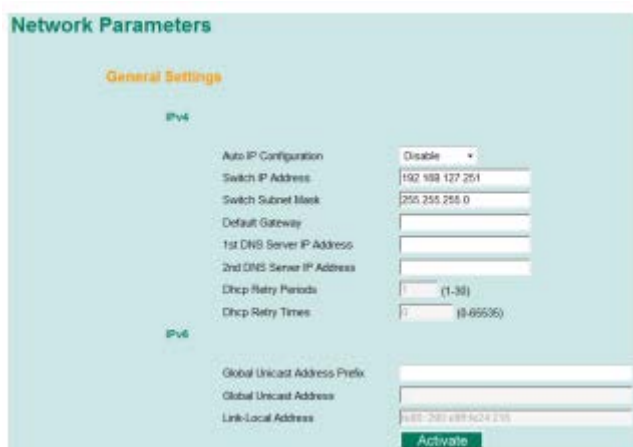 Network Parameters
General Settings
IPv4
Auto IP Configuration Disable
Switch IP Address 192.168.127.251
Switch Subnet Mask 255.255.255.0
Default Gateway
1st DNS Server IP Address
2nd DNS Server IP Address
Dhcp Retry Periods 1 (1-30)
Dhcp Retry Times 0 (0-65535)
IPv6
Global Unicast Address Prefix
Global Unicast Address
Link-Local Address
Activate